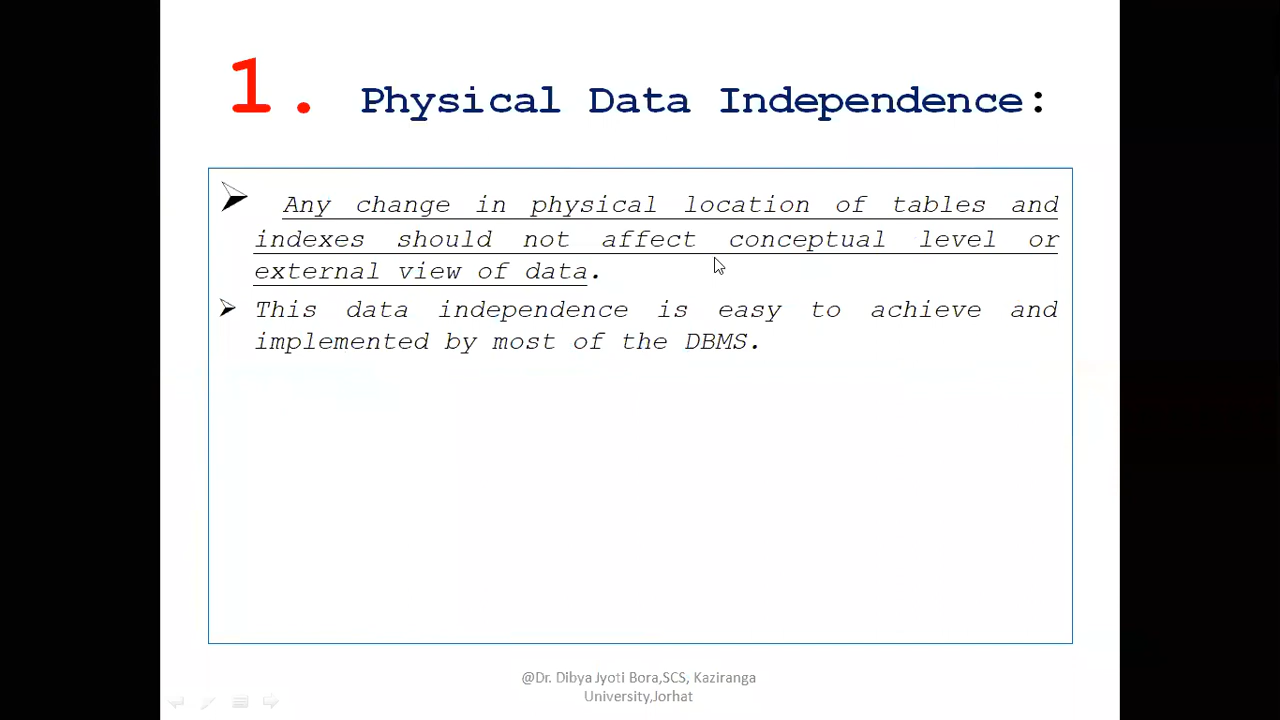 1. Physical Data Independence:
Any change in physical location of tables and
indexes should not affect conceptual level or
external view of data.
This data independence is easy to achieve and
implemented by most of the DBMS.
@Dr. Dibya Jyoti Bora,SCS, Kaziranga
University,Jorhat